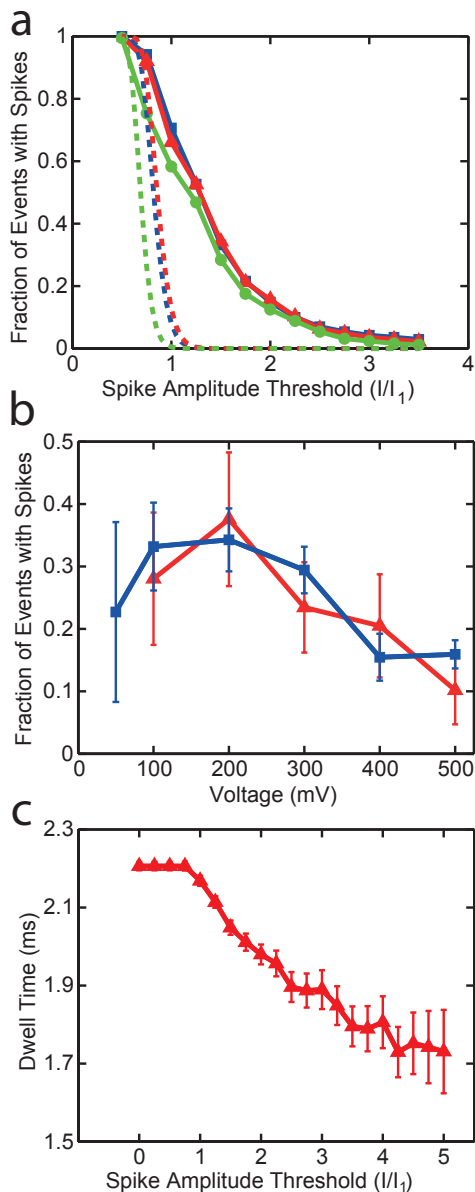 a
Fraction of Events with Spikes
1
0.8
0.6
0.4
0.2
0
0 1 2 3 4
Spike Amplitude Threshold (I/I₁)
b
Fraction of Events with Spikes
0.5
0.4
0.3
0.2
0.1
0
0 100 200 300 400 500
Voltage (mV)
c
Dwell Time (ms)
2.3
2.1
1.9
1.7
1.5
0 1 2 3 4 5
Spike Amplitude Threshold (I/I₁)